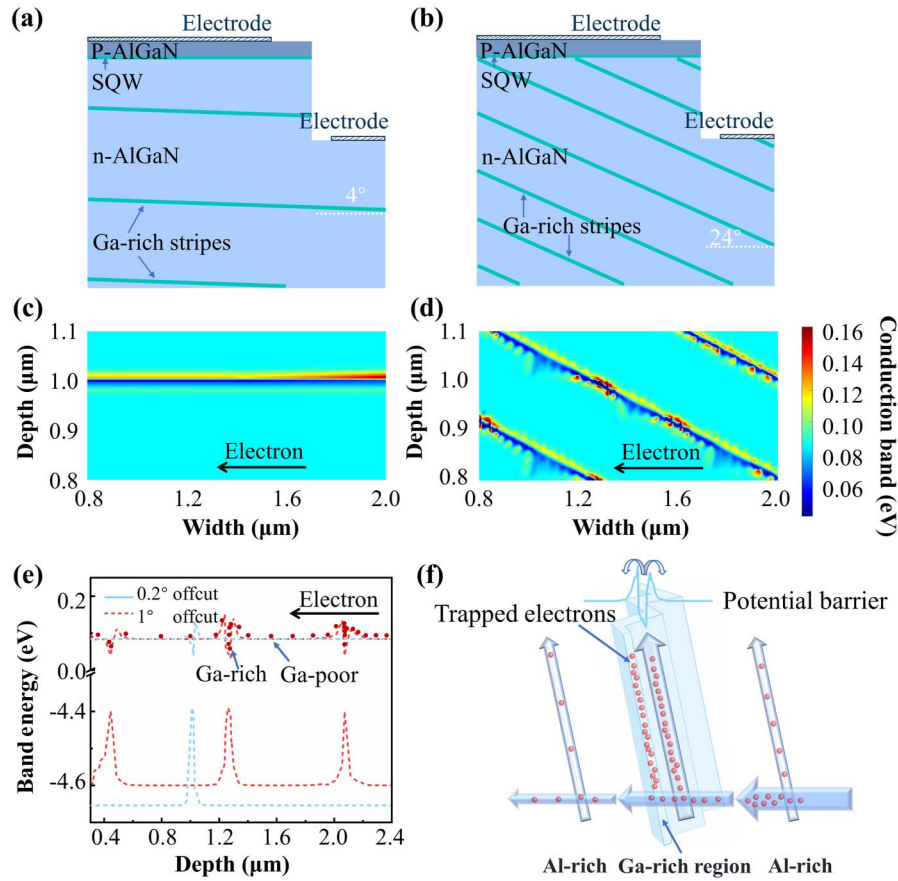 (a)
Electrode
P-AlGaN
SQW
Electrode
n-AlGaN
4°
Ga-rich stripes
(b)
Electrode
P-AlGaN
SQW
Electrode
n-AlGaN
Ga-rich stripes
24°
(c)
1.1
1.0
0.9
0.8
Depth (μm)
Electron
0.8 1.2 1.6 2.0
Width (μm)
(d)
1.1
1.0
0.9
0.8
Depth (μm)
Electron
0.8 1.2 1.6 2.0
Width (μm)
0.16
0.14
0.12
0.10
0.08
0.06
Conduction band (eV)
(e)
0.2° offcut
1° offcut
Electron
Ga-rich
Ga-poor
0.2
0.0
-4.4
-4.6
Band energy (eV)
0.4 0.8 1.2 1.6 2.0 2.4
Depth (μm)
(f)
Trapped electrons
Potential barrier
Al-rich
Ga-rich region
Al-rich